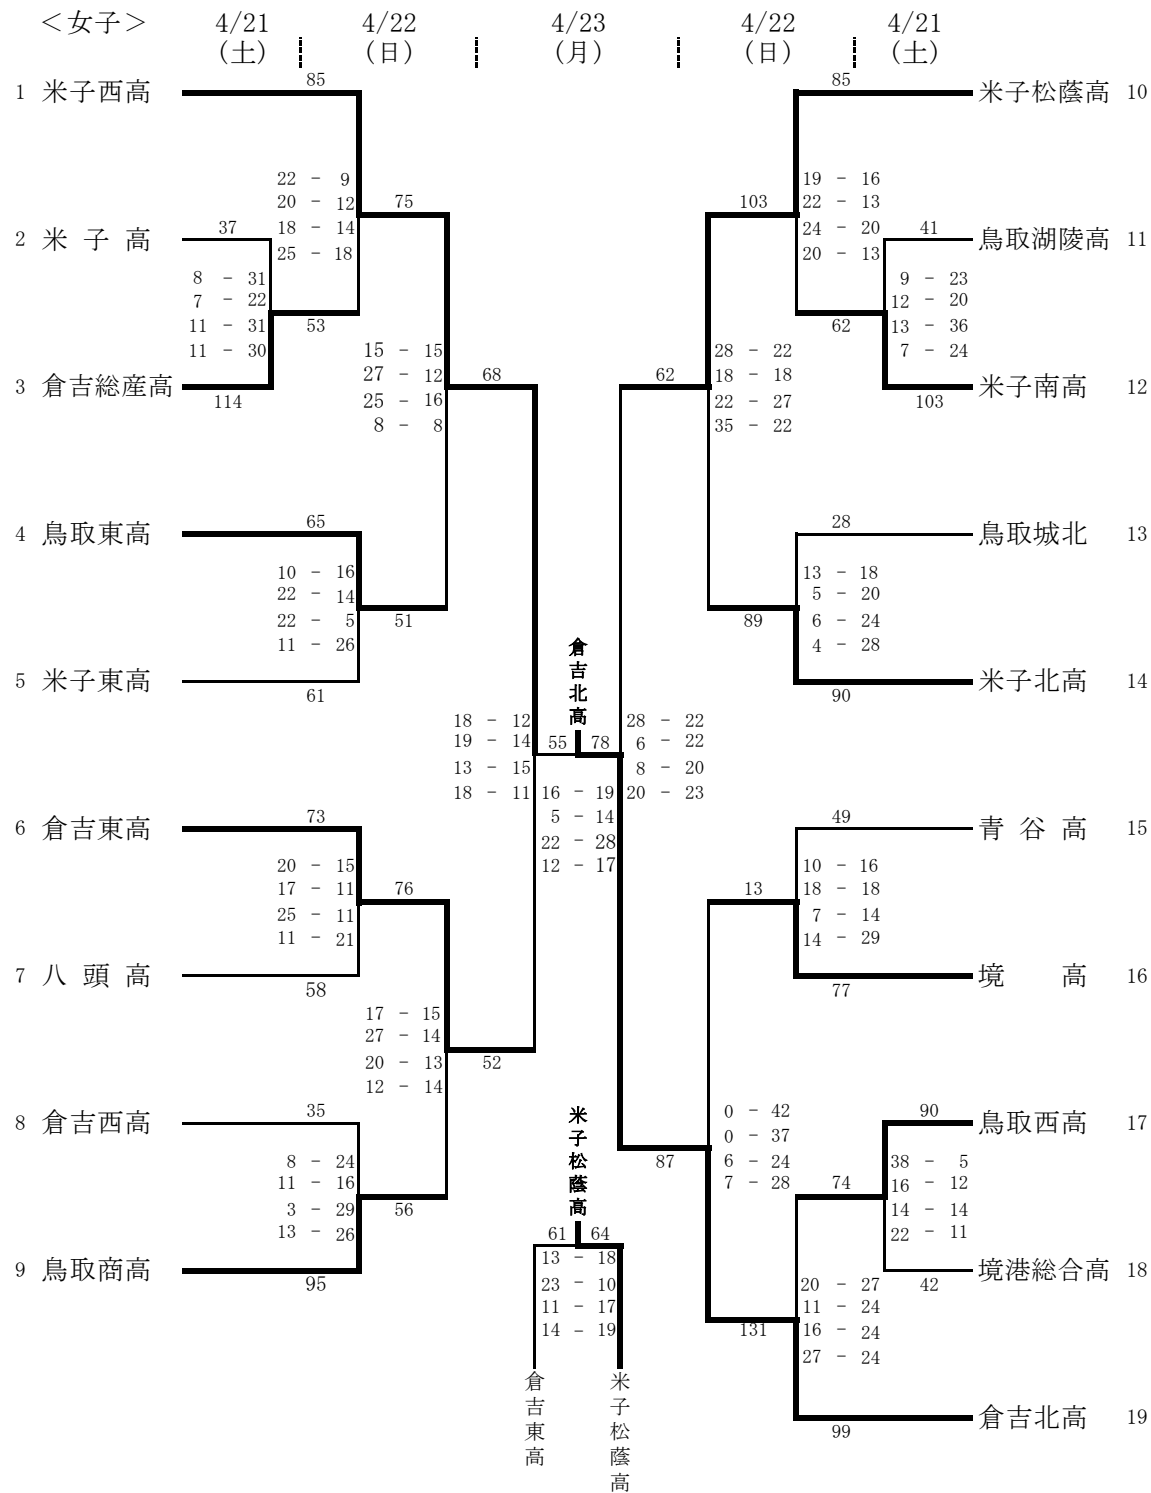 ＜女子＞ 4/21 4/22 4/23 4/22 4/21
(土) (日) (月) (日) (土)
1 米子西高 85
22 - 9
20 - 12
18 - 14
25 - 18
75
2 米子高 37
8 - 31
7 - 22
11 - 31
11 - 30
53
3 倉吉総産高
114
15 - 15
27 - 12
25 - 16
8 - 8
68
4 鳥取東高 65
10 - 16
22 - 14
22 - 5
11 - 26
51
5 米子東高
61
18 - 12
19 - 14
13 - 15
18 - 11
6 倉吉東高 73
20 - 15
17 - 11
25 - 11
11 - 21
76
7 八頭高
58
17 - 15
27 - 14
20 - 13
12 - 14
52
8 倉吉西高 35
8 - 24
11 - 16
3 - 29
13 - 26
56
9 鳥取商高
95
倉吉北高
55 78
16 - 19
5 - 14
22 - 28
12 - 17
米子松蔭高
61 64
13 - 18
23 - 10
11 - 17
14 - 19
倉吉東高
米子松蔭高
85 米子松蔭高 10
19 - 16
22 - 13
24 - 20
20 - 13
103
41 鳥取湖陵高 11
9 - 23
12 - 20
13 - 36
7 - 24
62
米子南高 12
103
28 - 22
18 - 18
22 - 27
35 - 22
62
28 鳥取城北 13
13 - 18
5 - 20
6 - 24
4 - 28
89
米子北高 14
90
28 - 22
6 - 22
8 - 20
20 - 23
49 青谷高 15
10 - 16
18 - 18
7 - 14
14 - 29
13
境高 16
77
0 - 42
0 - 37
6 - 24
7 - 28
87
90 鳥取西高 17
38 - 5
16 - 12
14 - 14
22 - 11
74
境港総合高 18
42
20 - 27
11 - 24
16 - 24
27 - 24
131
倉吉北高 19
99